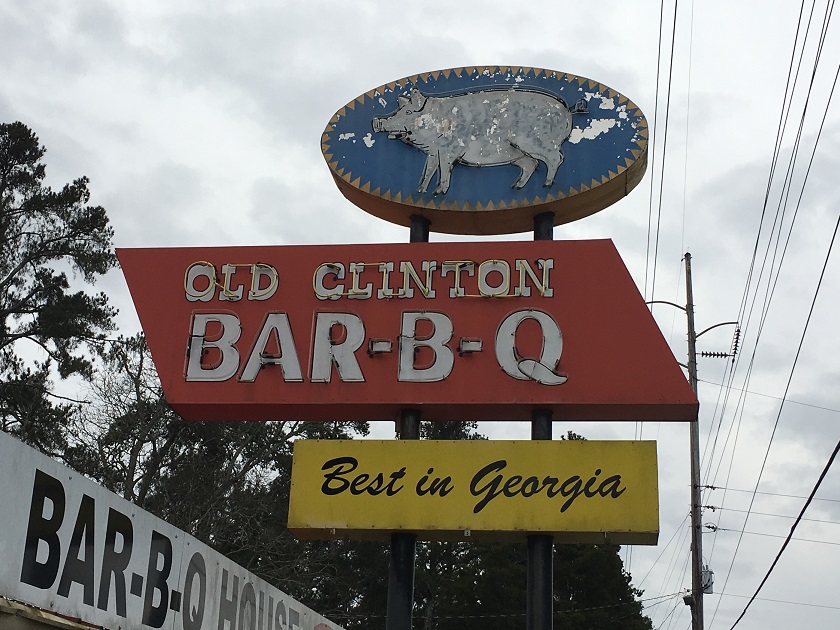 OLD CLINTON
BAR-B-Q
Best in Georgia
BAR-B-Q HOUSE